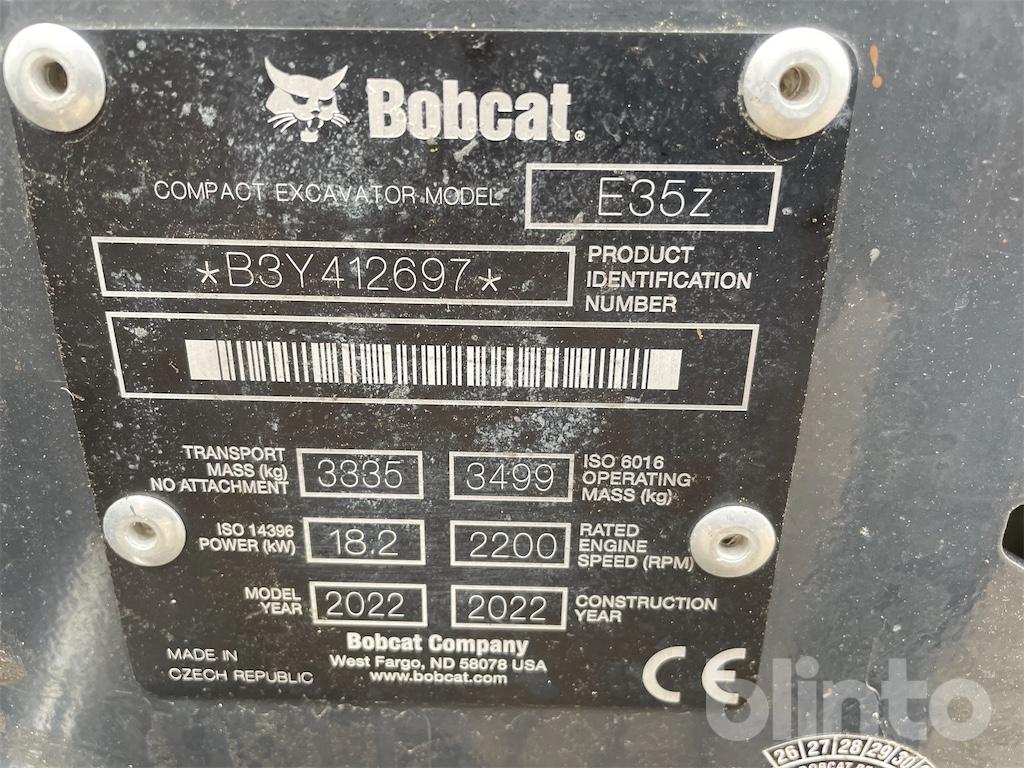 Bobcat®
COMPACT EXCAVATOR MODEL E35z
*B3Y412697*
PRODUCT
IDENTIFICATION
NUMBER
TRANSPORT
MASS (kg)
NO ATTACHMENT
3335
3499
ISO 6016
OPERATING
MASS (kg)
ISO 14396
POWER (kW)
18.2
2200
RATED
ENGINE
SPEED (RPM)
MODEL
YEAR
2022
2022
CONSTRUCTION
YEAR
Bobcat Company
West Fargo, ND 58078 USA
www.bobcat.com
MADE IN
CZECH REPUBLIC
CE
blinto
26 27 28 29 30